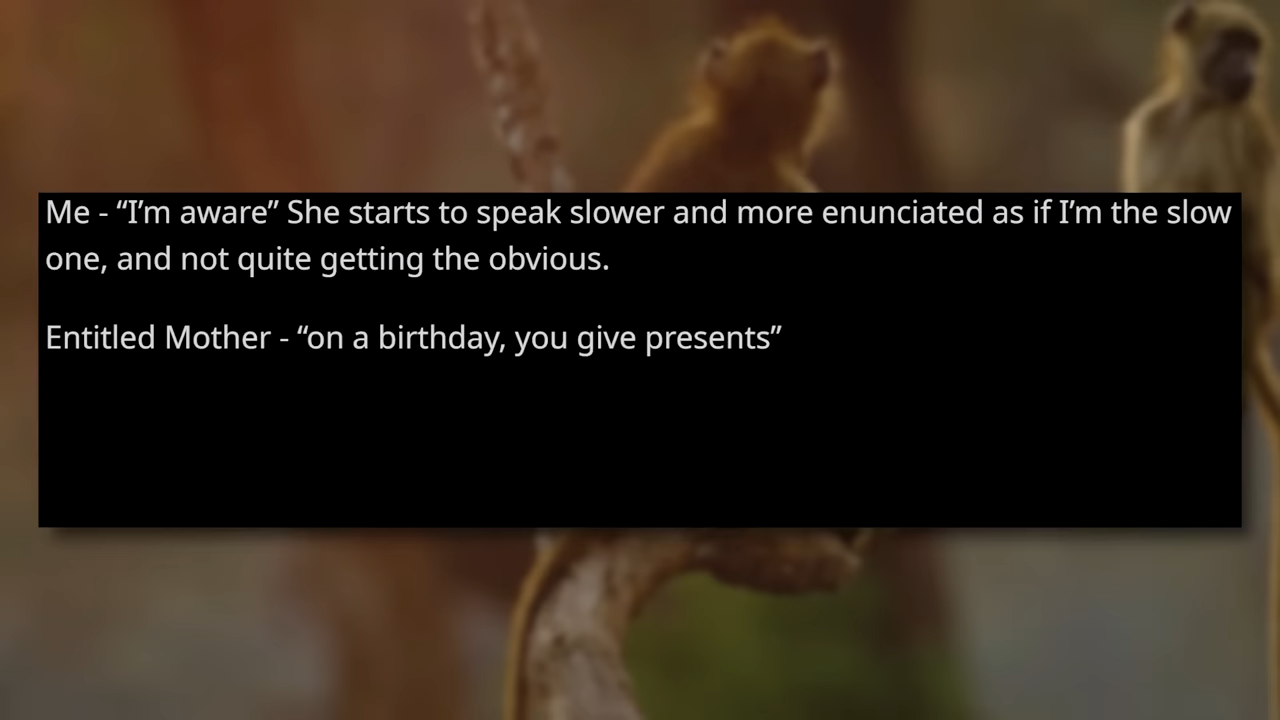 Me - “I’m aware” She starts to speak slower and more enunciated as if I’m the slow
one, and not quite getting the obvious.
Entitled Mother - “on a birthday, you give presents”